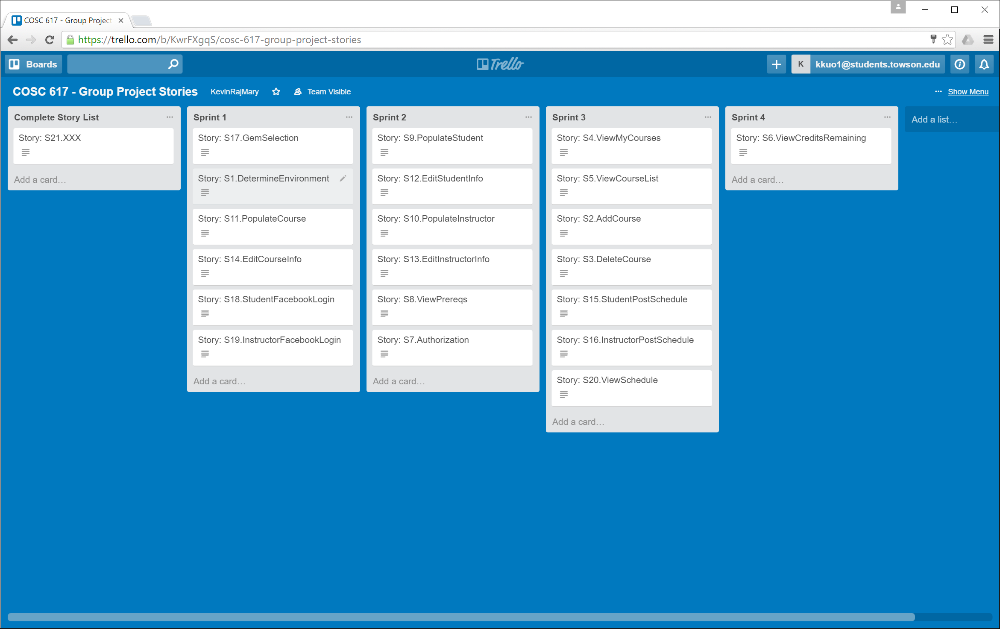 COSC 617 - Group Project
https://trello.com/b/KwrFXgqS/cosc-617-group-project-stories
Boards
Trello
K kkuo1@students.towson.edu
COSC 617 - Group Project Stories KevinRajMary Team Visible
... Show Menu
Complete Story List
Story: S21.XXX
Add a card...
Sprint 1
Story: S17.GemSelection
Story: S1.DetermineEnvironment
Story: S11.PopulateCourse
Story: S14.EditCourseInfo
Story: S18.StudentFacebookLogin
Story: S19.InstructorFacebookLogin
Add a card...
Sprint 2
Story: S9.PopulateStudent
Story: S12.EditStudentInfo
Story: S10.PopulateInstructor
Story: S13.EditInstructorInfo
Story: S8.ViewPrereqs
Story: S7.Authorization
Add a card...
Sprint 3
Story: S4.ViewMyCourses
Story: S5.ViewCourseList
Story: S2.AddCourse
Story: S3.DeleteCourse
Story: S15.StudentPostSchedule
Story: S16.InstructorPostSchedule
Story: S20.ViewSchedule
Add a card...
Sprint 4
Story: S6.ViewCreditsRemaining
Add a card...
Add a list...